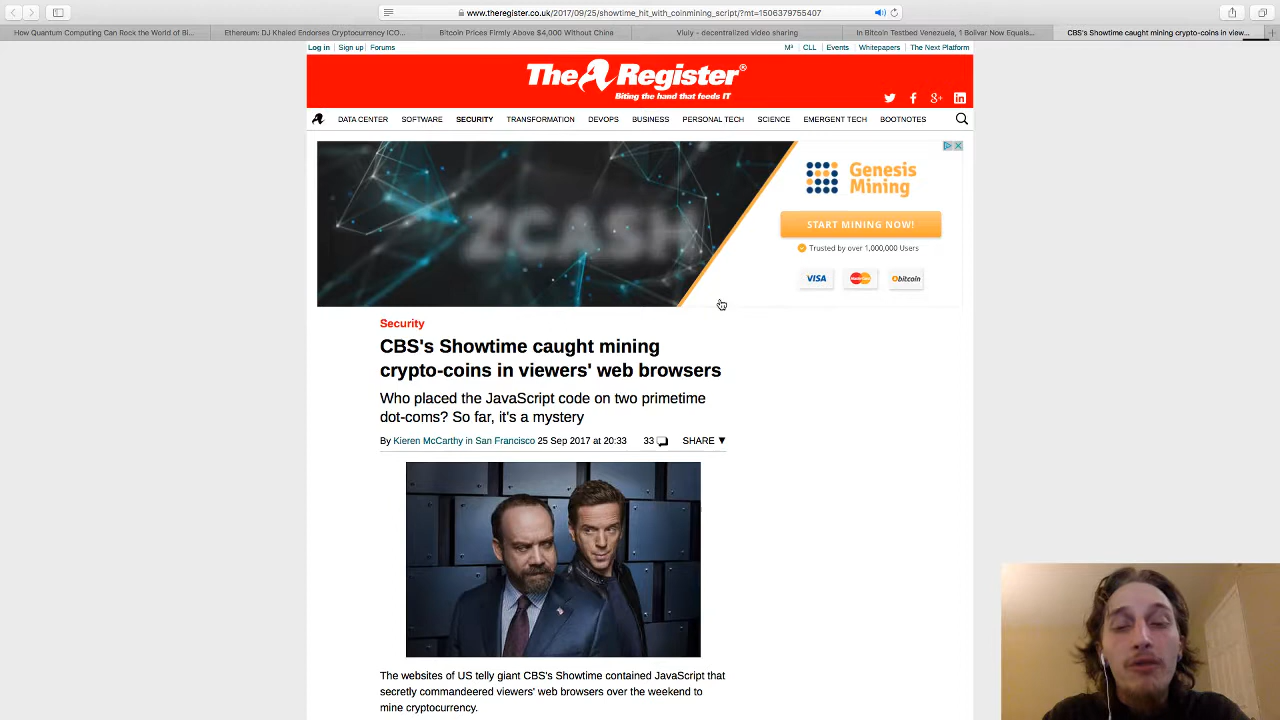 www.theregister.co.uk/2017/09/25/showtime_hit_with_coinmining_script/?mt=1506379755407
How Quantum Computing Can Rock the World of Bi...
Ethereum: DJ Khaled Endorses Cryptocurrency ICO...
Bitcoin Prices Firmly Above $4,000 Without China
Viuly - decentralized video sharing
In Bitcoin Testbed Venezuela, 1 Bolivar Now Equals...
CBS's Showtime caught mining crypto-coins in view...
Log in Sign up Forums
M³ CLL Events Whitepapers The Next Platform
The Register®
Biting the hand that feeds IT
DATA CENTER SOFTWARE SECURITY TRANSFORMATION DEVOPS BUSINESS PERSONAL TECH SCIENCE EMERGENT TECH BOOTNOTES
ZCASH
Genesis
Mining
START MINING NOW!
Trusted by over 1,000,000 Users
VISA MasterCard bitcoin
Security
CBS's Showtime caught mining
crypto-coins in viewers' web browsers
Who placed the JavaScript code on two primetime
dot-coms? So far, it's a mystery
By Kieren McCarthy in San Francisco 25 Sep 2017 at 20:33 33 SHARE ▼
The websites of US telly giant CBS's Showtime contained JavaScript that
secretly commandeered viewers' web browsers over the weekend to
mine cryptocurrency.